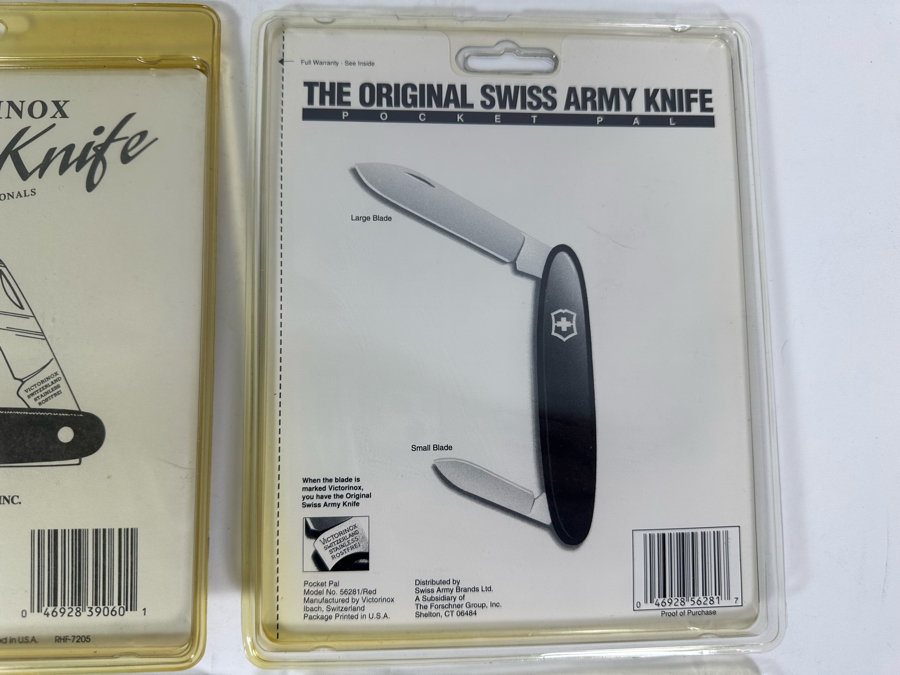 INOX
Knife
ONALS
VICTORINOX
SWITZERLAND
STAINLESS
ROSTFREI
INC.
0 46928 39060 1
d in U.S.A. RHF-7205
Full Warranty - See Inside
THE ORIGINAL SWISS ARMY KNIFE
POCKET PAL
Large Blade
Small Blade
When the blade is
marked Victorinox,
you have the Original
Swiss Army Knife
VICTORINOX
SWITZERLAND
STAINLESS
ROSTFREI
Pocket Pal
Model No. 56281/Red
Manufactured by Victorinox
Ibach, Switzerland
Package Printed in U.S.A.
Distributed by
Swiss Army Brands Ltd.
A Subsidiary of
The Forschner Group, Inc.
Shelton, CT 06484
0 46928 56281 7
Proof of Purchase